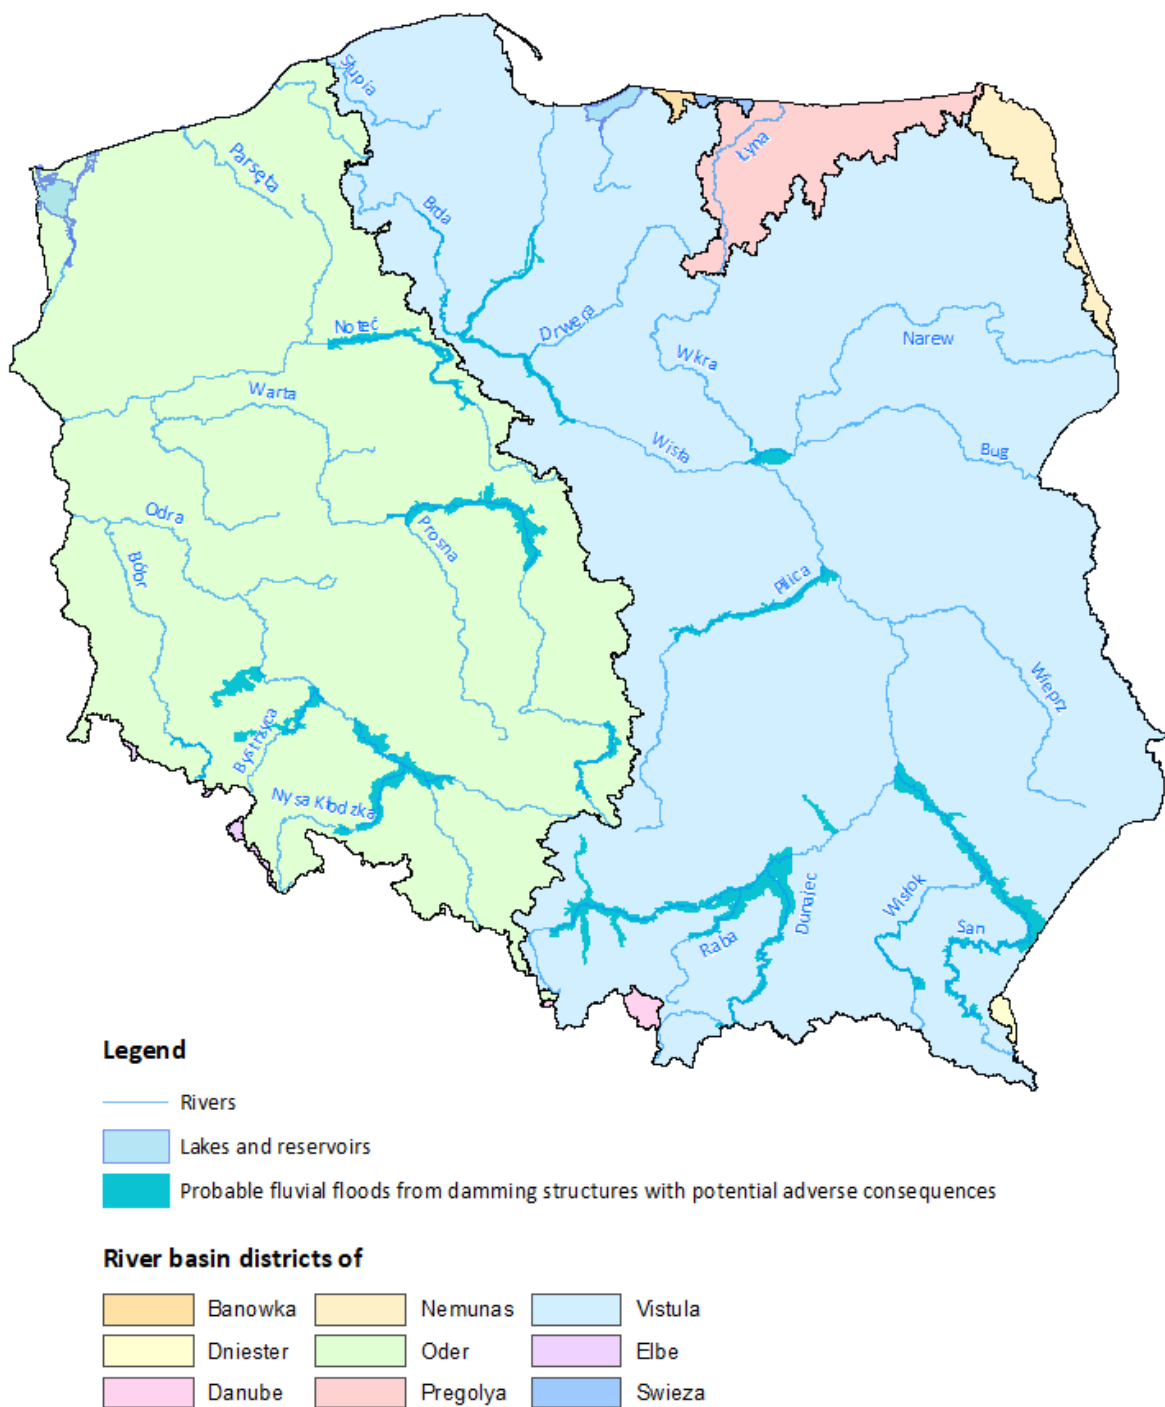 Słupia
Parsęta
Łyna
Brda
Noteć
Drwęca
Wkra
Narew
Warta
Wisła
Bug
Odra
Prosna
Bóbr
Pilica
Wieprz
Bystrzyca
Nysa Kłodzka
Dunajec
Wisłok
San
Raba
Legend
Rivers
Lakes and reservoirs
Probable fluvial floods from damming structures with potential adverse consequences
River basin districts of
Banowka Nemunas Vistula
Dniester Oder Elbe
Danube Pregolya Swieza